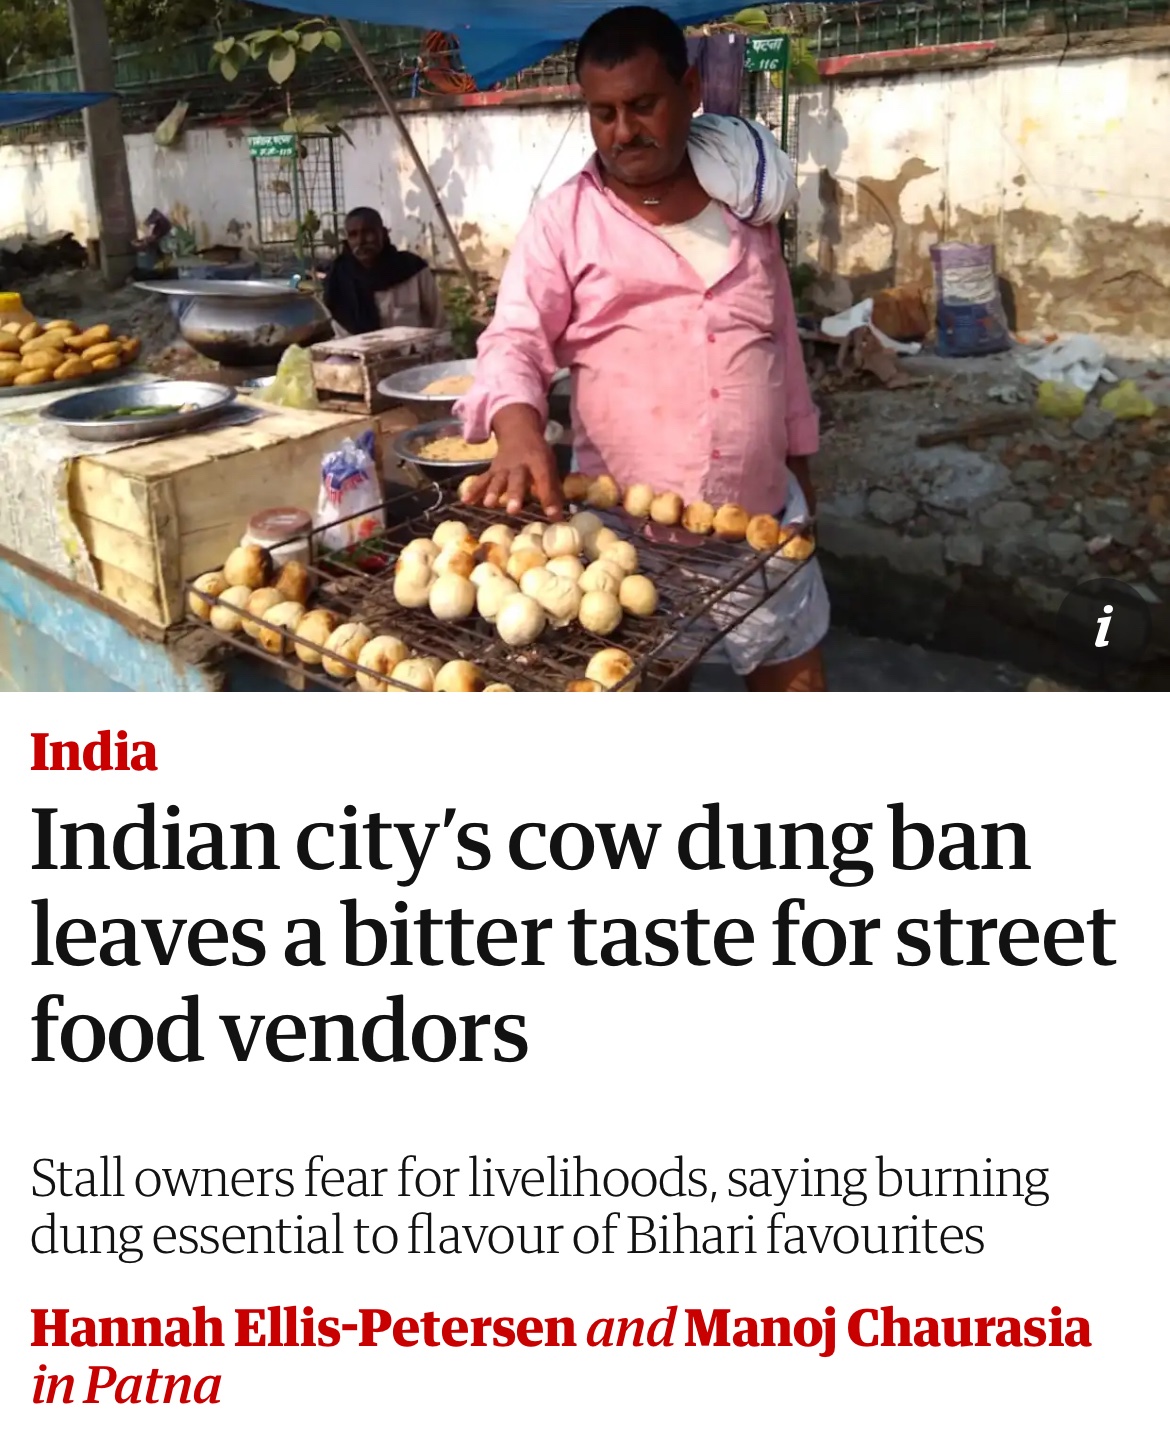 पटना
116
i
India
Indian city’s cow dung ban
leaves a bitter taste for street
food vendors
Stall owners fear for livelihoods, saying burning
dung essential to flavour of Bihari favourites
Hannah Ellis-Petersen and Manoj Chaurasia
in Patna